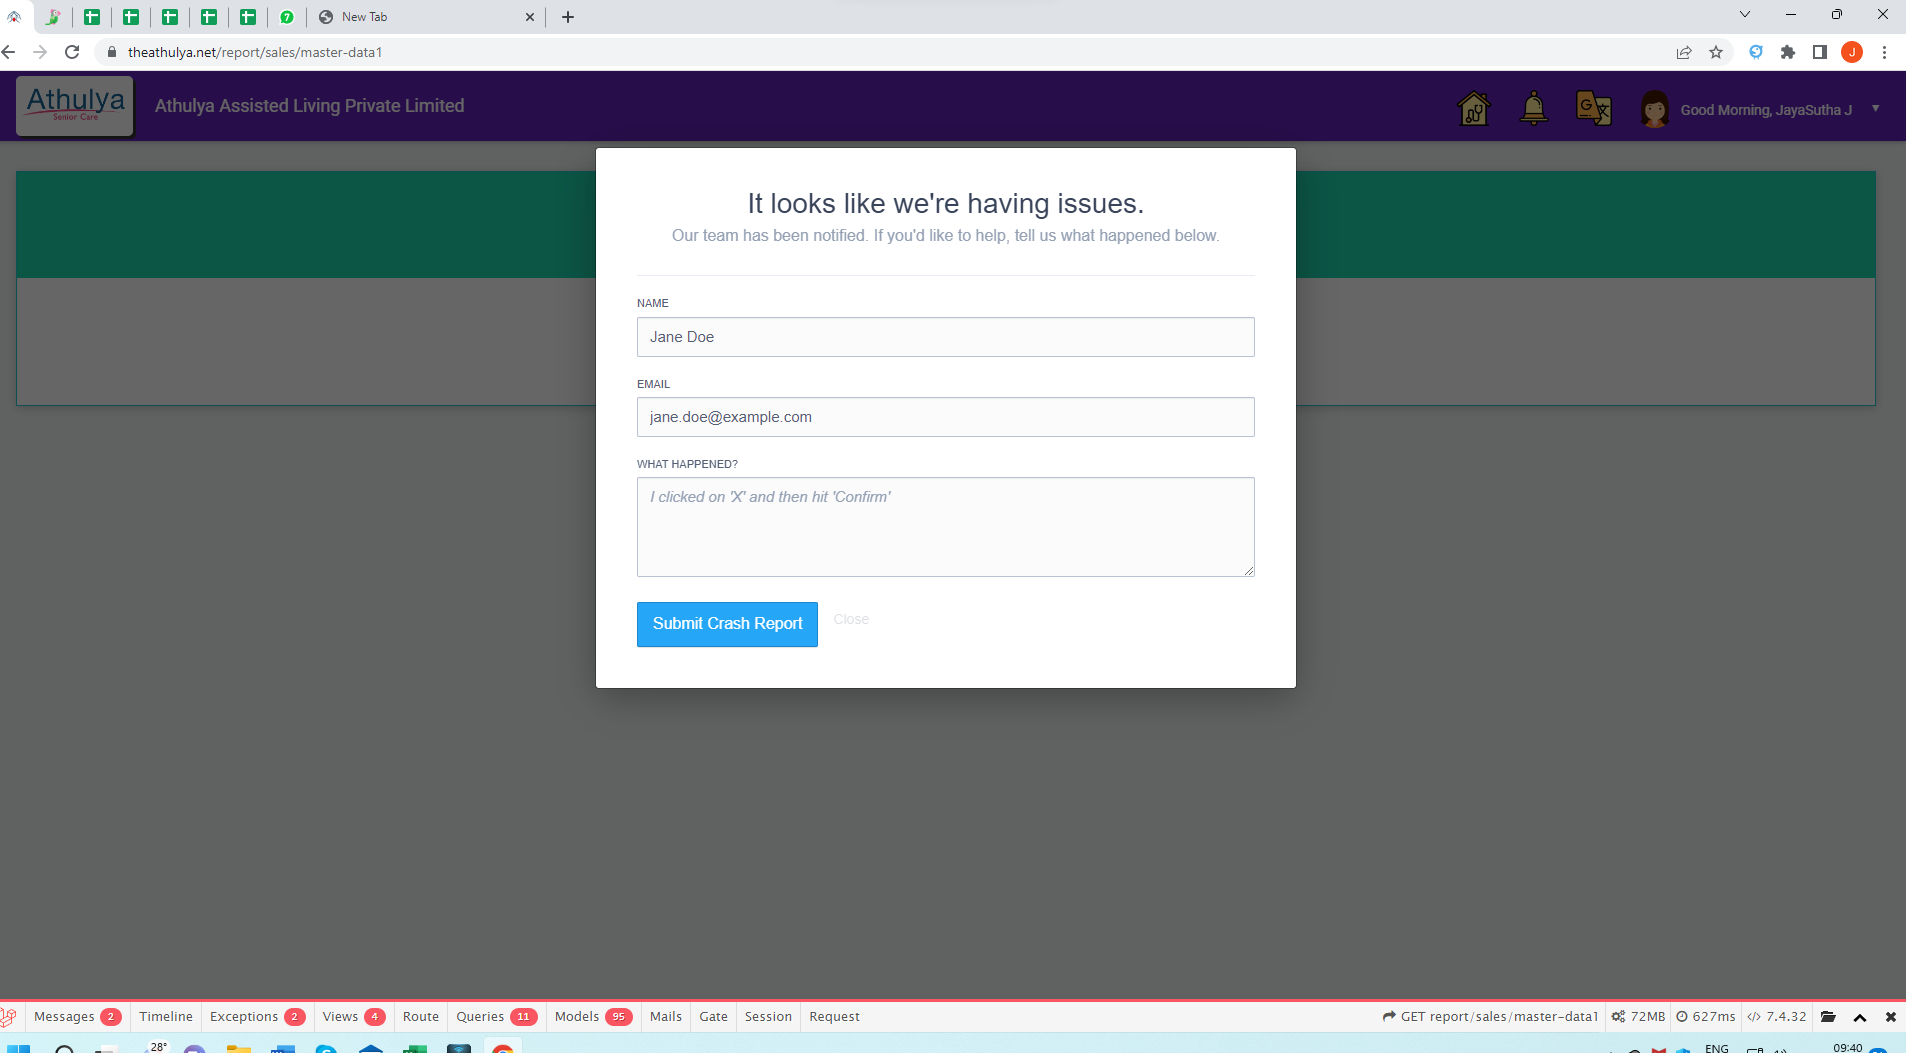 New Tab
theathulya.net/report/sales/master-data1
Athulya
Senior Care
Athulya Assisted Living Private Limited
Good Morning, JayaSutha J
J
7
G
It looks like we're having issues.
Our team has been notified. If you'd like to help, tell us what happened below.
NAME
Jane Doe
EMAIL
jane.doe@example.com
WHAT HAPPENED?
I clicked on 'X' and then hit 'Confirm'
Submit Crash Report
Close
Messages 2 Timeline Exceptions 2 Views 4 Route Queries 11 Models 95 Mails Gate Session Request
GET report/sales/master-data1 72MB 627ms </> 7.4.32
28°
ENG
09:40